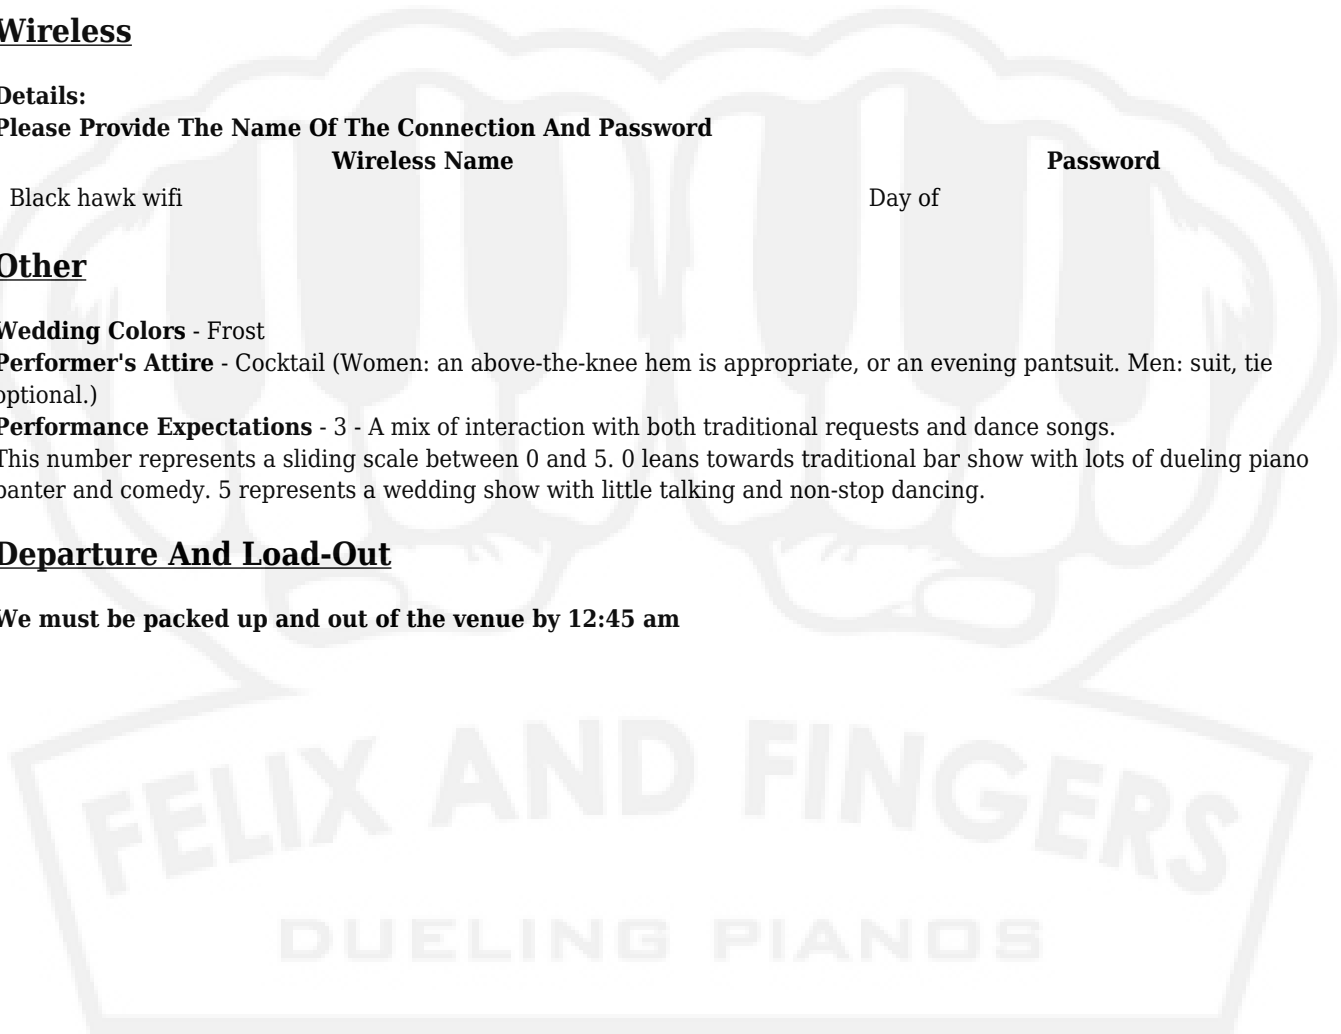 Wireless
Details:
Please Provide The Name Of The Connection And Password
Wireless Name Password
Black hawk wifi Day of
Other
Wedding Colors - Frost
Performer's Attire - Cocktail (Women: an above-the-knee hem is appropriate, or an evening pantsuit. Men: suit, tie
optional.)
Performance Expectations - 3 - A mix of interaction with both traditional requests and dance songs.
This number represents a sliding scale between 0 and 5. 0 leans towards traditional bar show with lots of dueling piano
banter and comedy. 5 represents a wedding show with little talking and non-stop dancing.
Departure And Load-Out
We must be packed up and out of the venue by 12:45 am
FELIX AND FINGERS
DUELING PIANOS